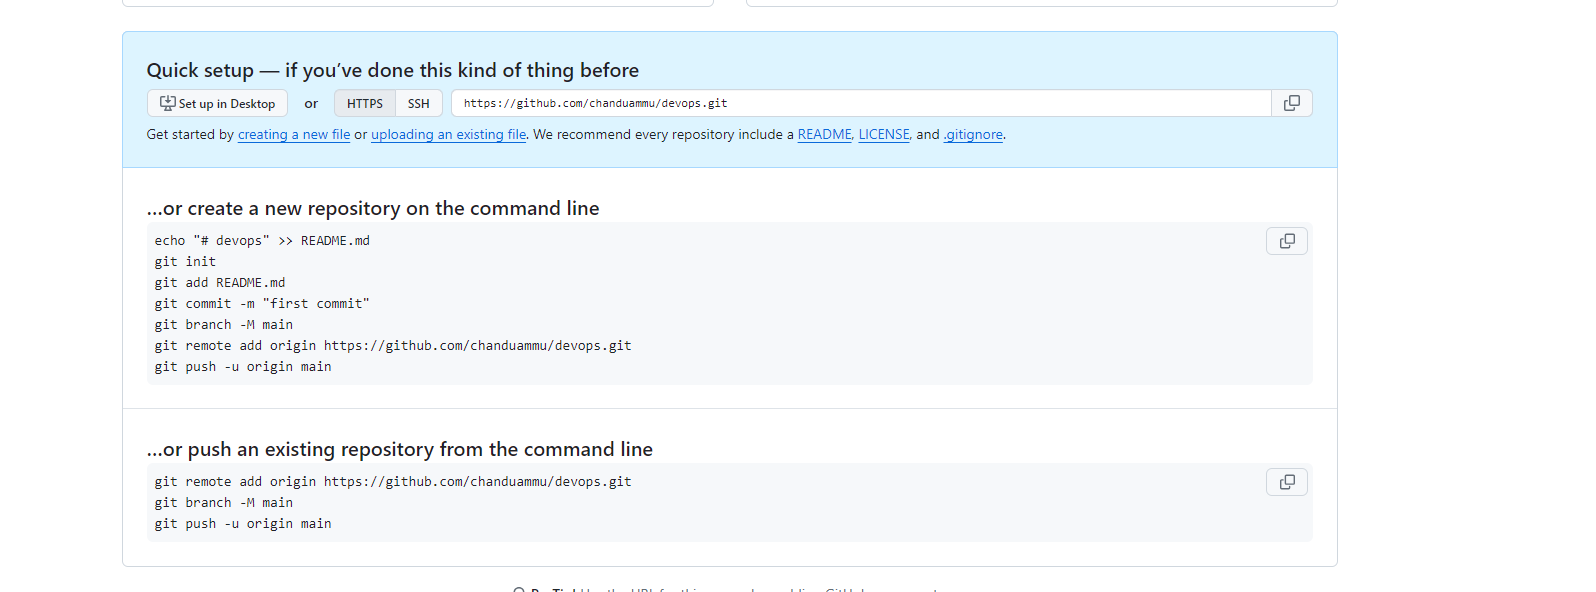 Quick setup — if you’ve done this kind of thing before
Set up in Desktop or HTTPS SSH https://github.com/chanduammu/devops.git
Get started by creating a new file or uploading an existing file. We recommend every repository include a README, LICENSE, and .gitignore.
…or create a new repository on the command line
echo "# devops" >> README.md
git init
git add README.md
git commit -m "first commit"
git branch -M main
git remote add origin https://github.com/chanduammu/devops.git
git push -u origin main
…or push an existing repository from the command line
git remote add origin https://github.com/chanduammu/devops.git
git branch -M main
git push -u origin main